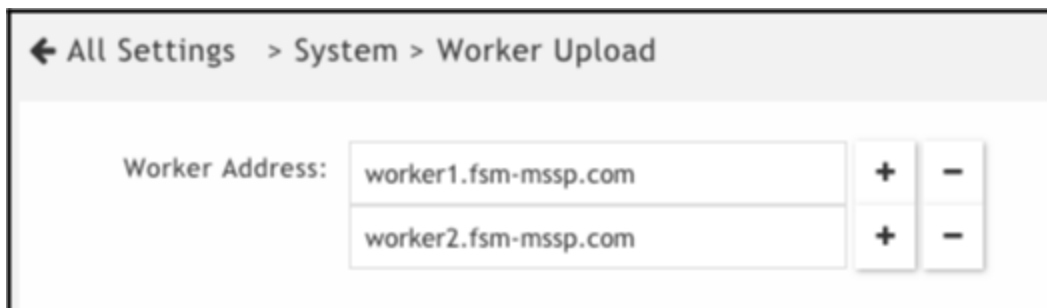 All Settings > System > Worker Upload
Worker Address: worker1.fsm-mssp.com + −
worker2.fsm-mssp.com + −